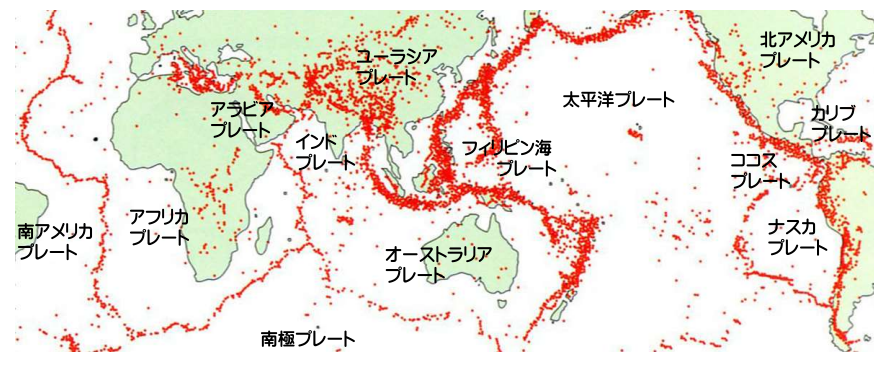 ユーラシア
プレート
北アメリカ
プレート
太平洋プレート
アラビア
プレート
カリブ
プレート
インド
プレート
フィリピン海
プレート
ココス
プレート
南アメリカ
プレート
アフリカ
プレート
ナスカ
プレート
オーストラリア
プレート
南極プレート